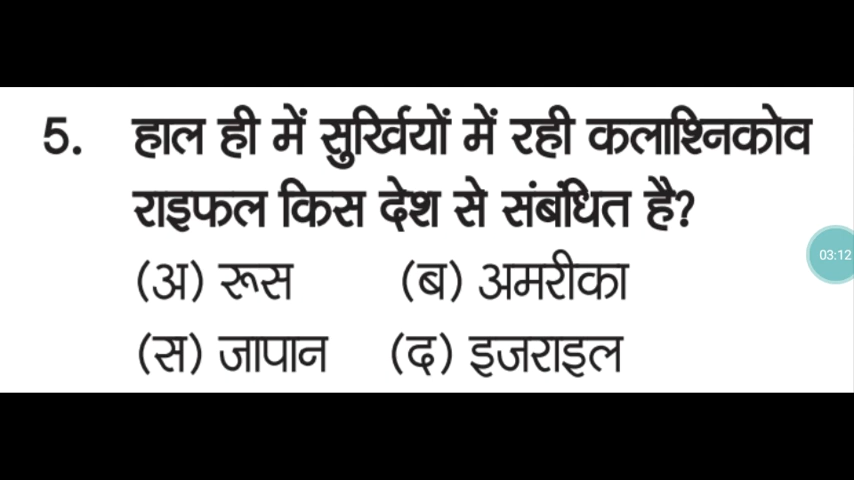 5. हाल ही में सुर्खियों में रही कलाश्निकोव
राइफल किस देश से संबंधित है?
(अ) रूस (ब) अमरीका
(स) जापान (द) इजराइल
03:12